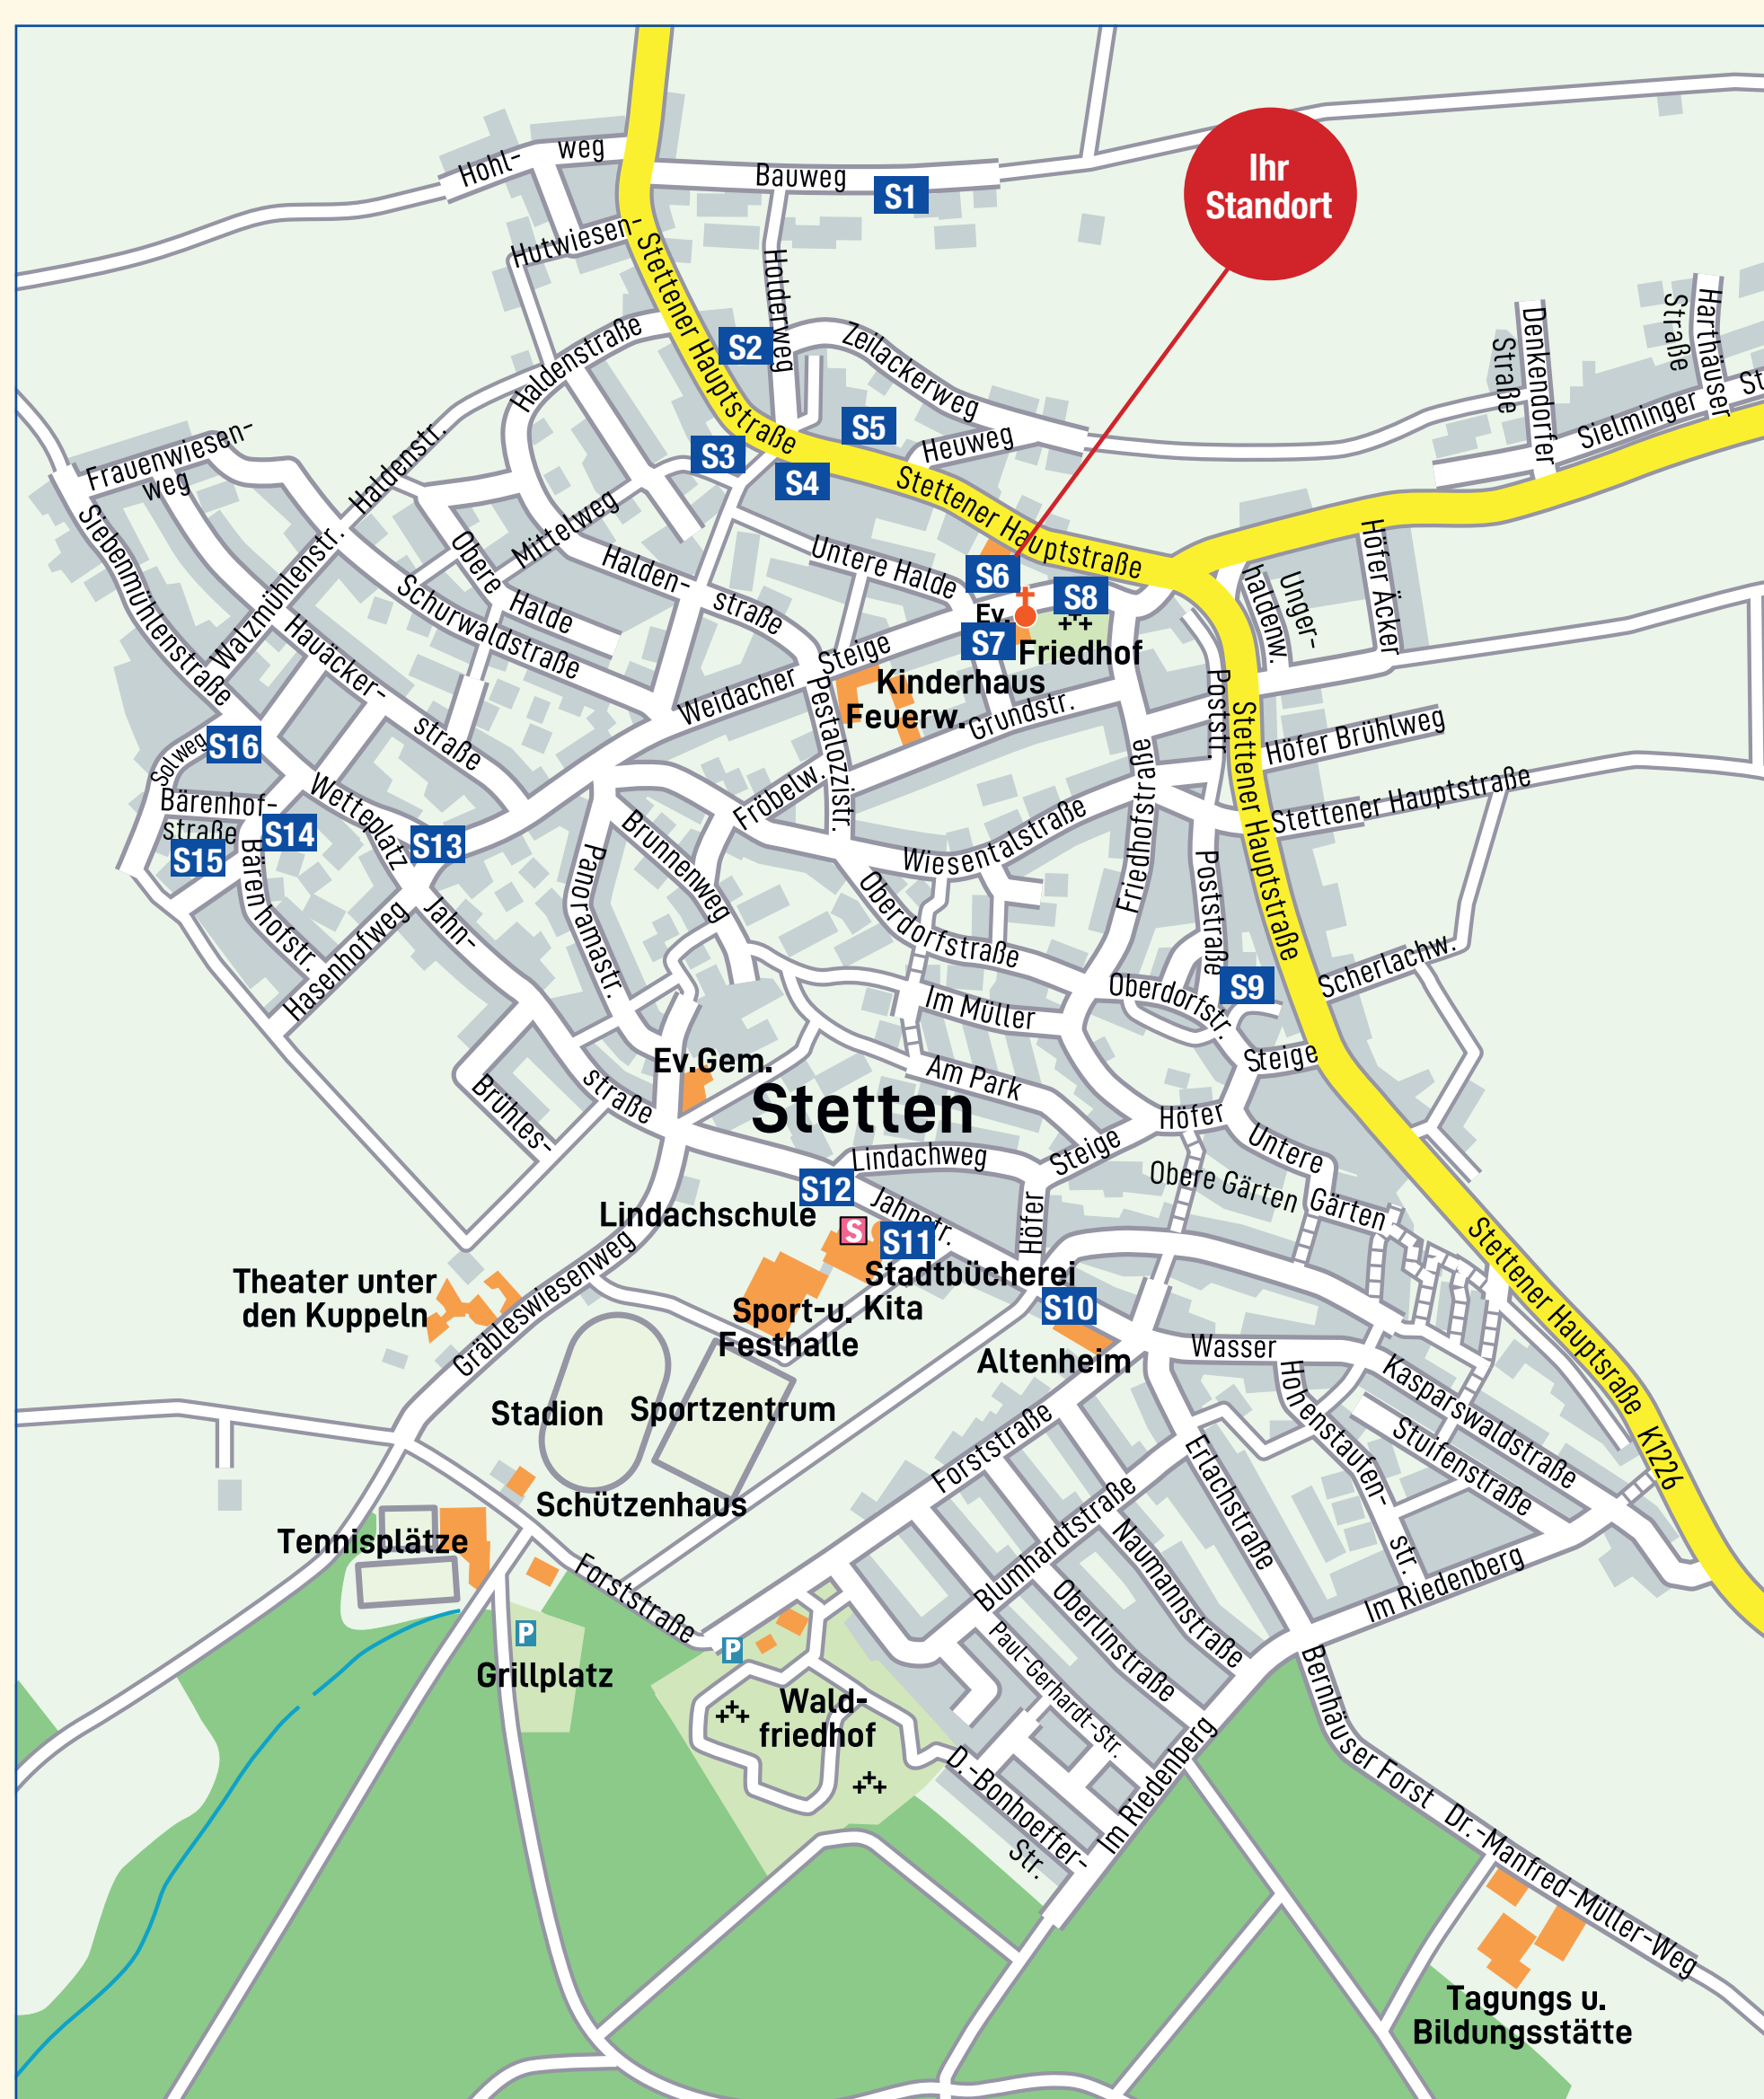 Hohl-
weg
Bauweg
S1
Ihr
Standort
Hutwiesen-
Stettener Hauptstraße
Holderweg
S2
Zeilackerweg
Haldenstraße
Harthäuser
Straße
Denkendorfer
Straße
Sielminger
St
Frauenwiesen-
weg
Haldenstr.
S3
S4
S5
Heuweg
Stettener Hauptstraße
Siebenmühlenstraße
Walzmühlenstr.
Mittelweg
Obere
Halde
Halden-
straße
Untere Halde
S6
S8
Ev.
S7
Friedhof
Unger-
haldenw.
Höfer Äcker
Schurwaldstraße
Hauäcker-
straße
Steige
Weidacher
Kinderhaus
Feuerw.
Grundstr.
Pestalozzistr.
Poststr.
Stettener Hauptstraße
Höfer Brühlweg
Stettener Hauptstraße
Solweg
S16
Bärenhof-
straße
S14
S15
Wetteplatz
S13
Fröbelw.
Brunnenweg
Panoramastr.
Wiesentalstraße
Friedhofstraße
Poststraße
Bärenhofstr.
Hasenhofweg
Jahn-
straße
Oberdorfstraße
Oberdorfstr.
S9
Scherlachw.
Im Müller
Steige
Ev.Gem.
Am Park
Stetten
Brühles-
Höfer
Steige
Untere
Gärten
Obere Gärten
Lindachweg
S12
Jahnstr.
Höfer
Lindachschule
S
S11
Stadtbücherei
Kita
Theater unter
den Kuppeln
Gräbleswiesenweg
Sport-u.
Festhalle
S10
Altenheim
Wasser
Stettener Hauptsraße
K1226
Kasparswaldstraße
Hohenstaufen-
str.
Stuifenstraße
Stadion
Sportzentrum
Forststraße
Erlachstraße
Schützenhaus
Tennisplätze
Forststraße
Blumhardtstraße
Naumannstraße
Oberlinstraße
Paul-Gerhardt-Str.
Im Riedenberg
P
P
Grillplatz
Wald-
friedhof
D.-Bonhoeffer-
Str.
Im Riedenberg
Bernhäuser Forst
Dr.-Manfred-Müller-Weg
Tagungs u.
Bildungsstätte